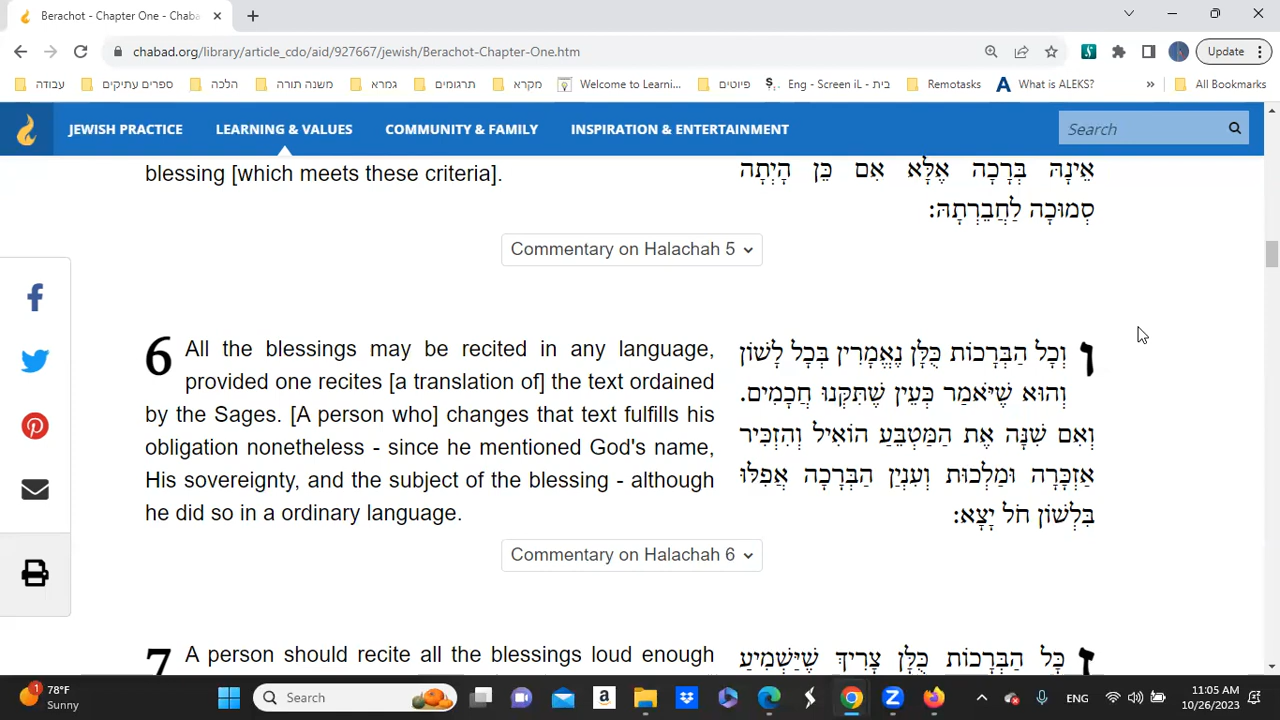 Berachot - Chapter One - Chaba
chabad.org/library/article_cdo/aid/927667/jewish/Berachot-Chapter-One.htm
Update
עבודה ספרים עתיקים הלכה משנה תורה גמרא תרגומים מקרא Welcome to Learni... פיוטים Eng - Screen iL - בית Remotasks What is ALEKS? » All Bookmarks
JEWISH PRACTICE LEARNING & VALUES COMMUNITY & FAMILY INSPIRATION & ENTERTAINMENT Search
blessing [which meets these criteria].
אֵינָהּ בְּרָכָה אֶלָּא אִם כֵּן הָיְתָה
סְמוּכָה לַחֲבֵרְתָהּ:
Commentary on Halachah 5
6 All the blessings may be recited in any language,
provided one recites [a translation of] the text ordained
by the Sages. [A person who] changes that text fulfills his
obligation nonetheless - since he mentioned God's name,
His sovereignty, and the subject of the blessing - although
he did so in a ordinary language.
ו וְכָל הַבְּרָכוֹת כֻּלָּן נֶאֱמָרִין בְּכָל לָשׁוֹן
וְהוּא שֶׁיֹּאמַר כְּעֵין שֶׁתִּקְּנוּ חֲכָמִים.
וְאִם שִׁנָּה אֶת הַמַּטְבֵּעַ הוֹאִיל וְהִזְכִּיר
אַזְכָּרָה וּמַלְכוּת וְעִנְיַן הַבְּרָכָה אֲפִלּוּ
בִּלְשׁוֹן חֹל יָצָא:
Commentary on Halachah 6
7 A person should recite all the blessings loud enough
ז כָּל הַבְּרָכוֹת כֻּלָּן צָרִיךְ שֶׁיַּשְׁמִיעַ
1
78°F
Sunny
Search
ENG
11:05 AM
10/26/2023